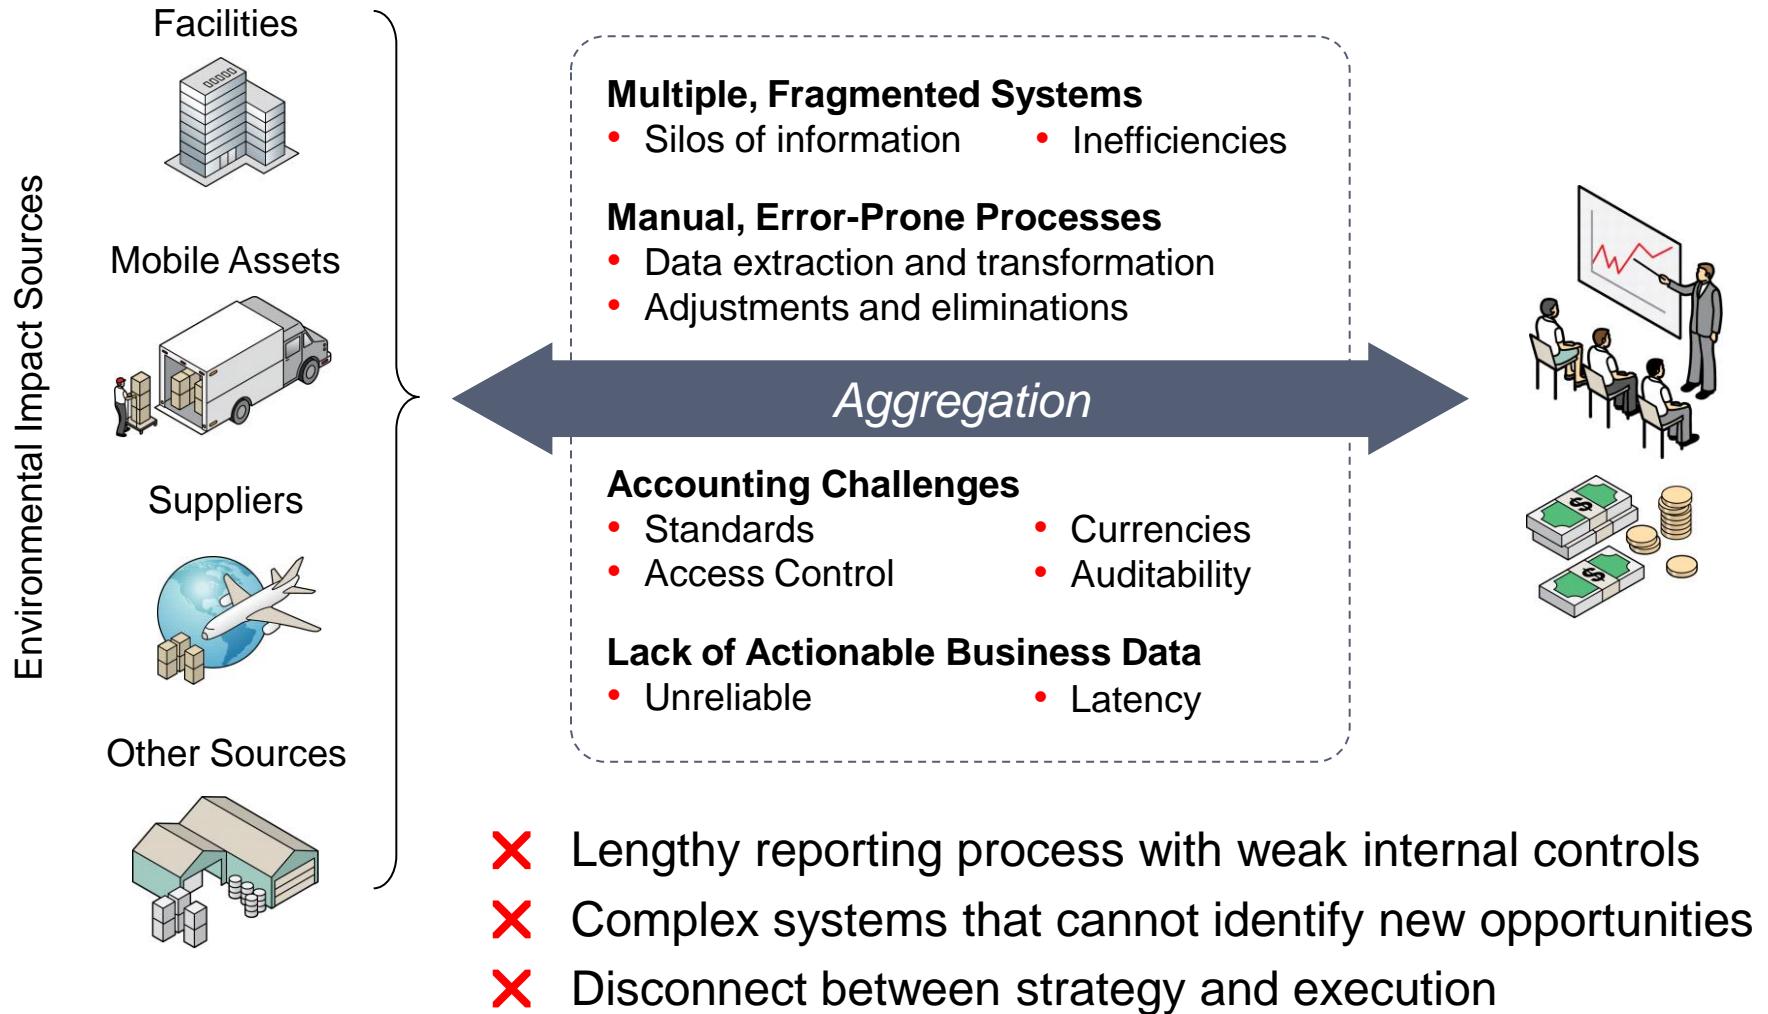 Environmental Impact Sources
Facilities
Mobile Assets
Suppliers
Other Sources
Multiple, Fragmented Systems
• Silos of information • Inefficiencies
Manual, Error-Prone Processes
• Data extraction and transformation
• Adjustments and eliminations
Aggregation
Accounting Challenges
• Standards • Currencies
• Access Control • Auditability
Lack of Actionable Business Data
• Unreliable • Latency
$
$
Lengthy reporting process with weak internal controls
Complex systems that cannot identify new opportunities
Disconnect between strategy and execution